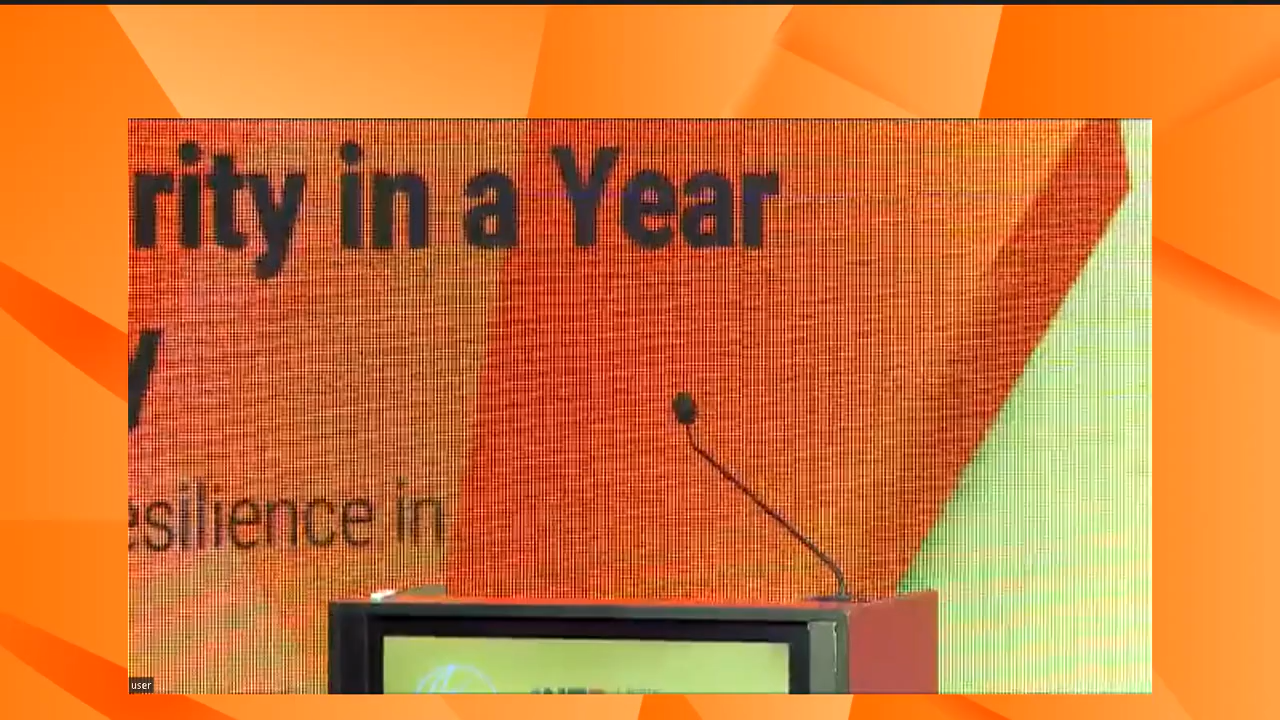 rity in a Year
y
esilience in
user